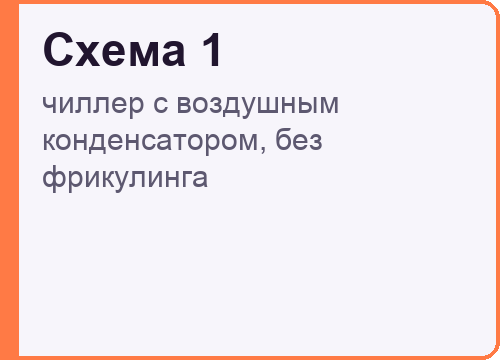 Схема 1
чиллер с воздушным
конденсатором, без
фрикулинга